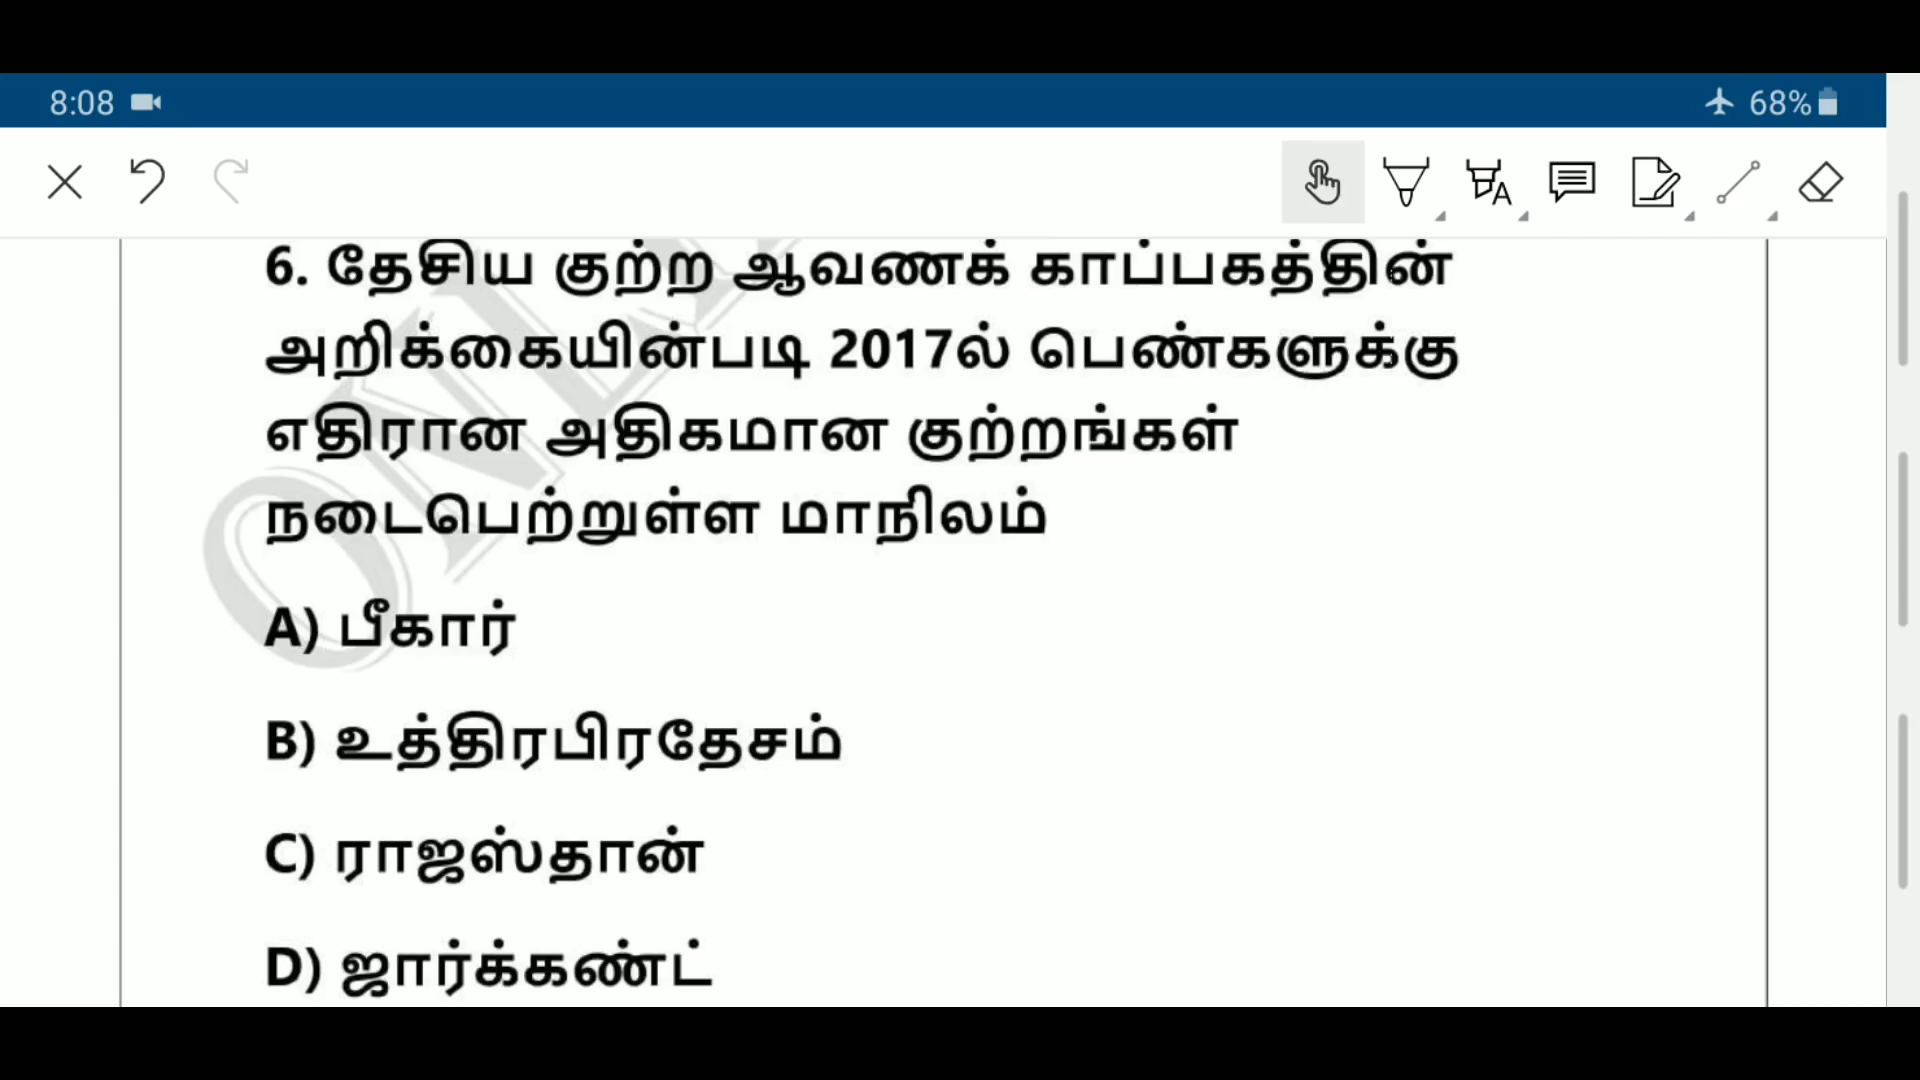 8:08
68%
6. தேசிய குற்ற ஆவணக் காப்பகத்தின்
அறிக்கையின்படி 2017ல் பெண்களுக்கு
எதிரான அதிகமான குற்றங்கள்
நடைபெற்றுள்ள மாநிலம்
A) பீகார்
B) உத்திரபிரதேசம்
C) ராஜஸ்தான்
D) ஜார்க்கண்ட்